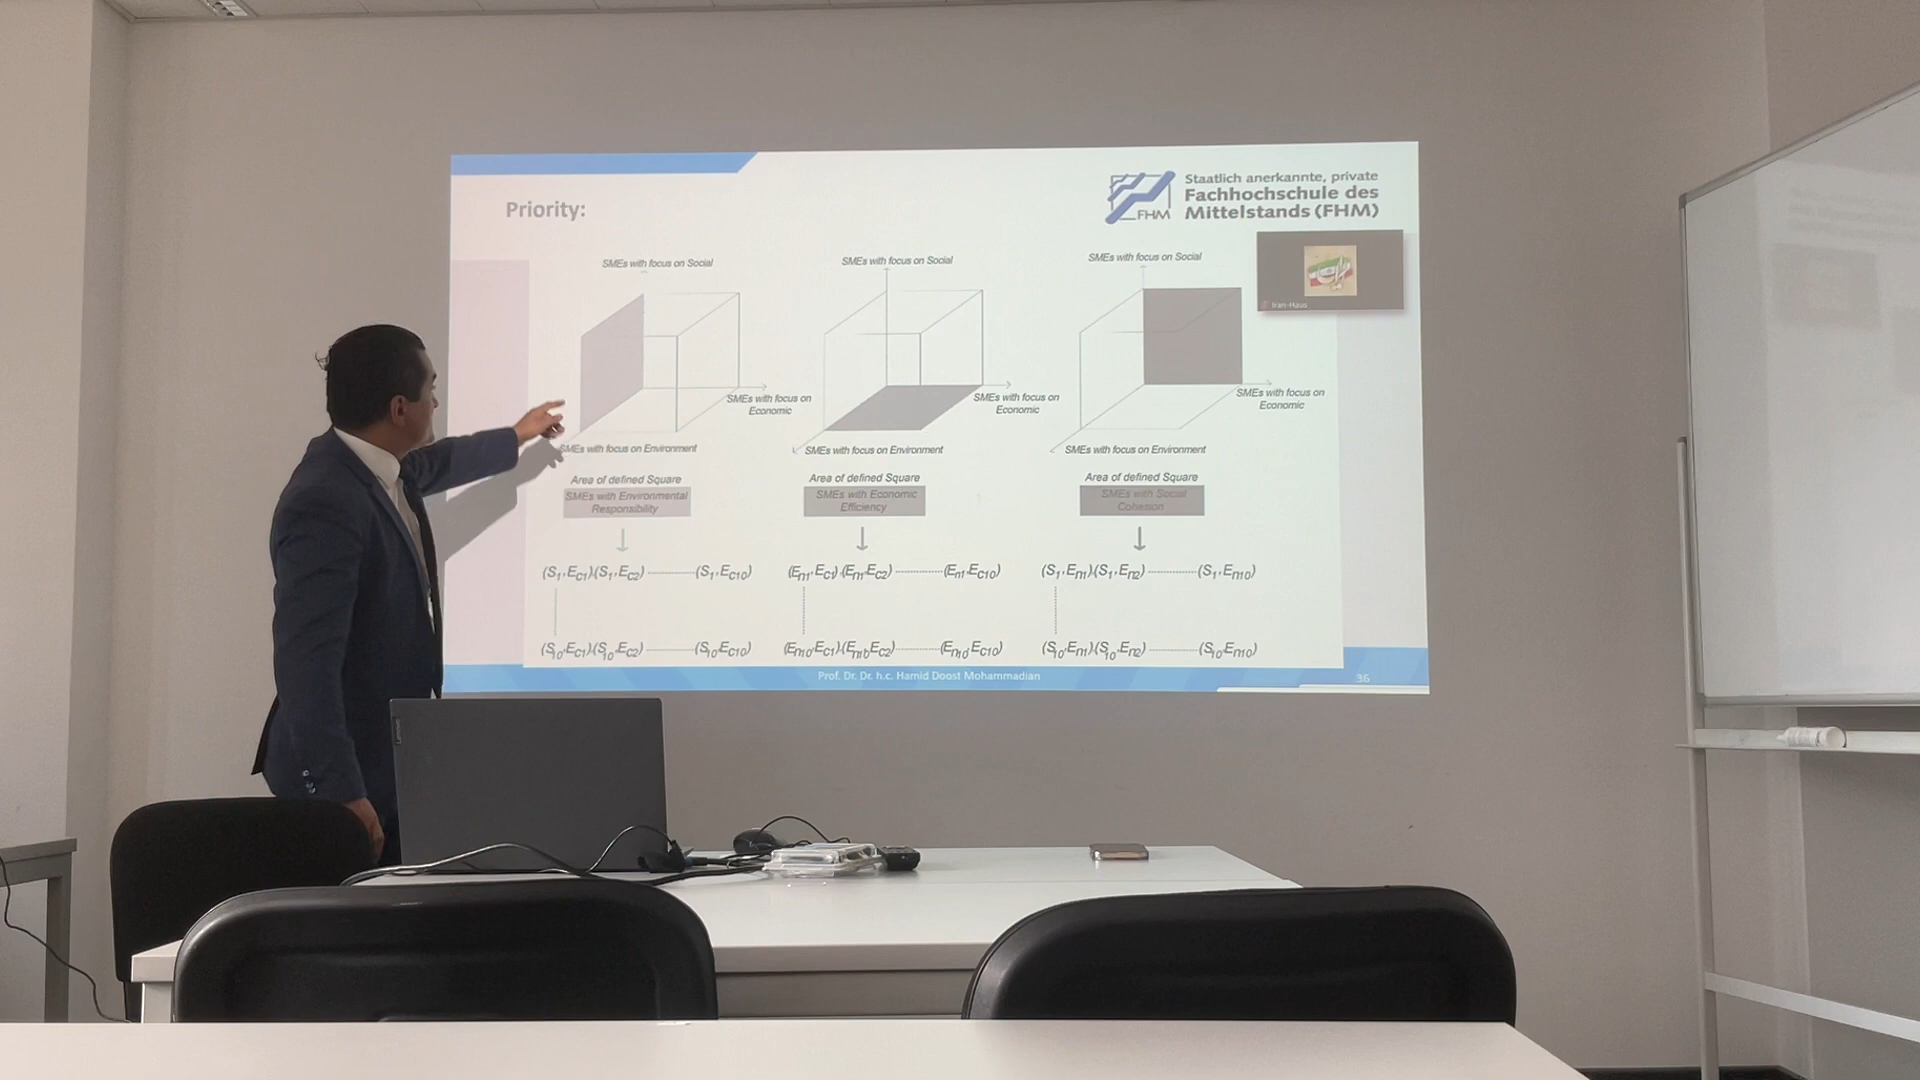 Staatlich anerkannte, private
Fachhochschule des
Mittelstands (FHM)
FHM
Priority:
Iran-Haus
SMEs with focus on Social
SMEs with focus on Economic
SMEs with focus on Environment
Area of defined Square
SMEs with Environmental
Responsibility
(S1,EC1),(S1,EC2)----------(S1,EC10)
(S10,EC1),(S10,EC2)----------(S10,EC10)
SMEs with focus on Social
SMEs with focus on Economic
SMEs with focus on Environment
Area of defined Square
SMEs with Economic
Efficiency
(En1,EC1),(En1,EC2)----------(En1,EC10)
(En10,EC1),(En10,EC2)----------(En10,EC10)
SMEs with focus on Social
SMEs with focus on Economic
SMEs with focus on Environment
Area of defined Square
SMEs with Social
Cohesion
(S1,En1),(S1,En2)----------(S1,En10)
(S10,En1),(S10,En2)----------(S10,En10)
Prof. Dr. Dr. h.c. Hamid Doost Mohammadian
36
Lenovo